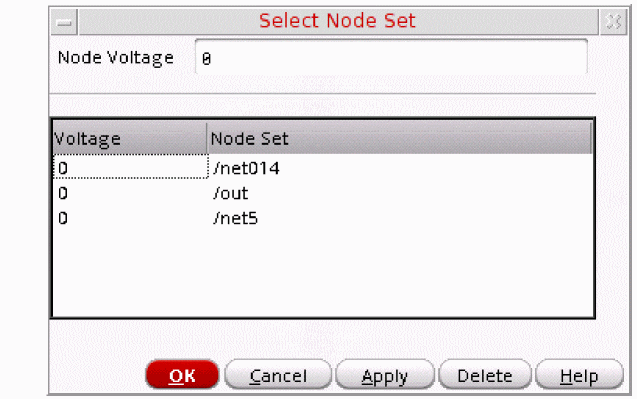 Select Node Set
Node Voltage 0
Voltage Node Set
0 /net014
0 /out
0 /net5
OK Cancel Apply Delete Help